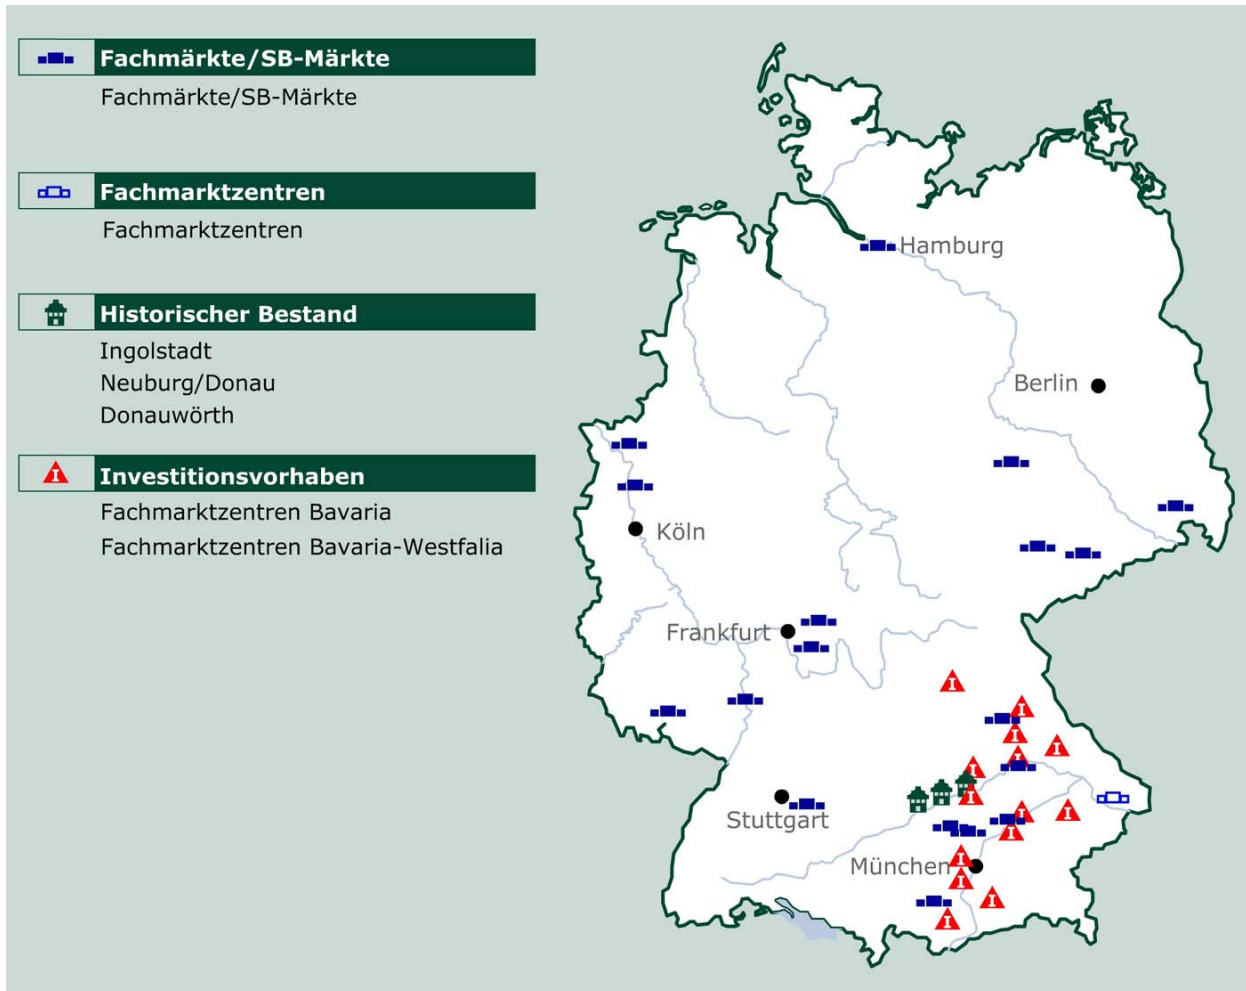 Fachmärkte/SB-Märkte
Fachmärkte/SB-Märkte
Fachmarktzentren
Fachmarktzentren
Historischer Bestand
Ingolstadt
Neuburg/Donau
Donauwörth
Investitionsvorhaben
Fachmarktzentren Bavaria
Fachmarktzentren Bavaria-Westfalia
Hamburg
Berlin
Köln
Frankfurt
Stuttgart
München